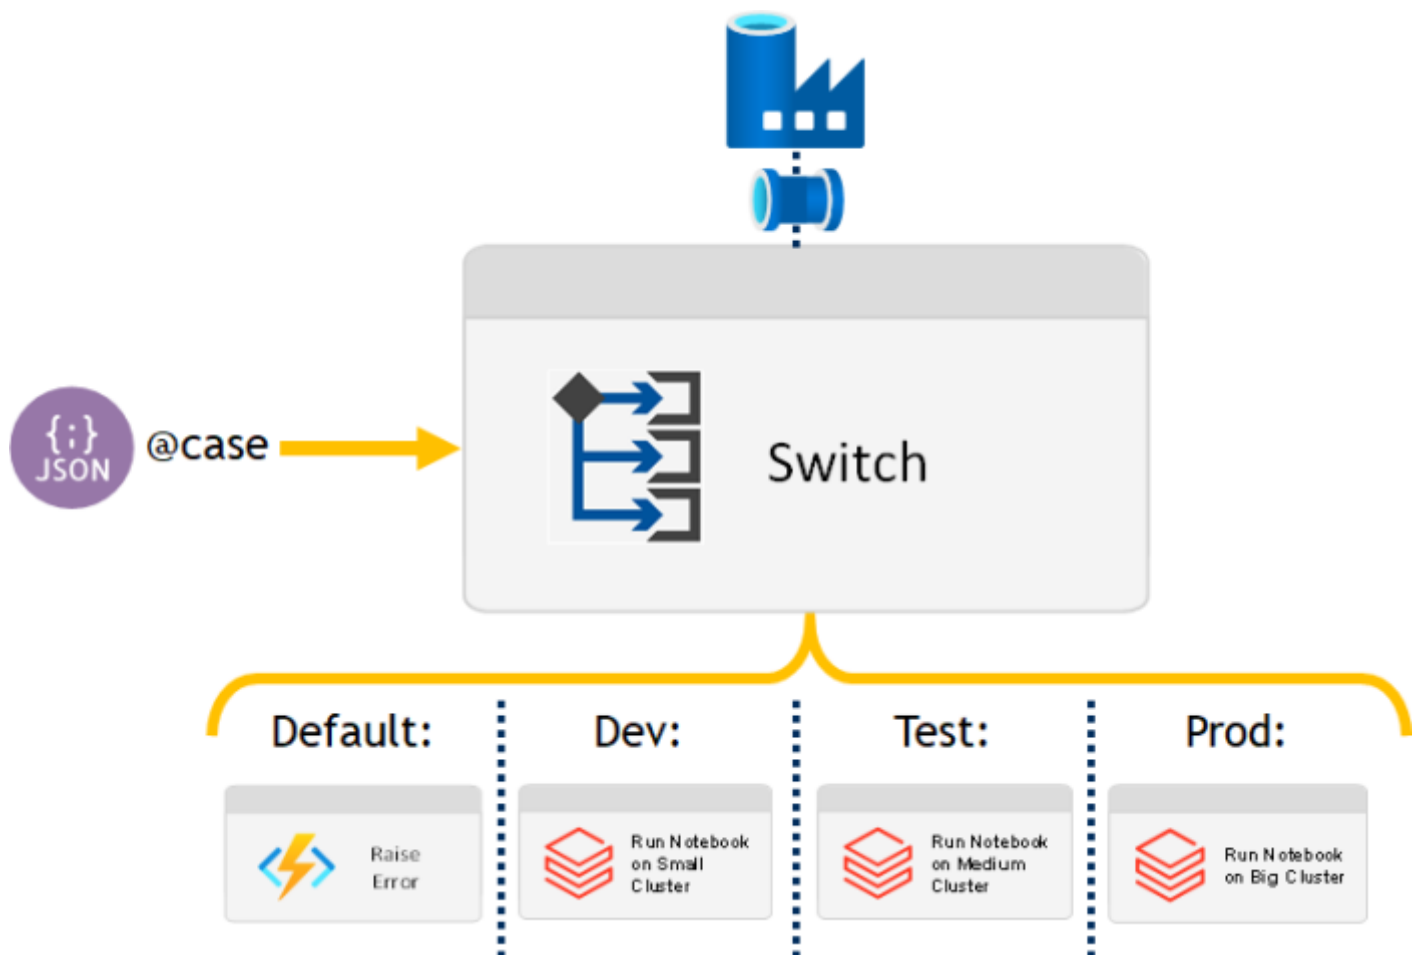 {;}
JSON
@case
Switch
Default:
Dev:
Test:
Prod:
Raise
Error
Run Notebook
on Small
Cluster
Run Notebook
on Medium
Cluster
Run Notebook
on Big Cluster